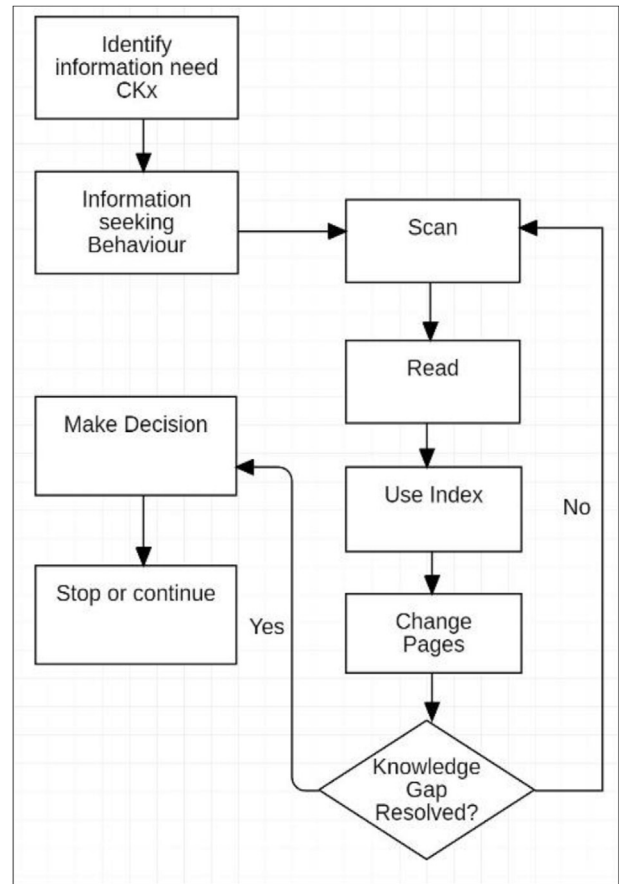 Identify
information need
CKx
Information
seeking
Behaviour
Scan
Read
Use Index
Change
Pages
Knowledge
Gap
Resolved?
No
Yes
Make Decision
Stop or continue